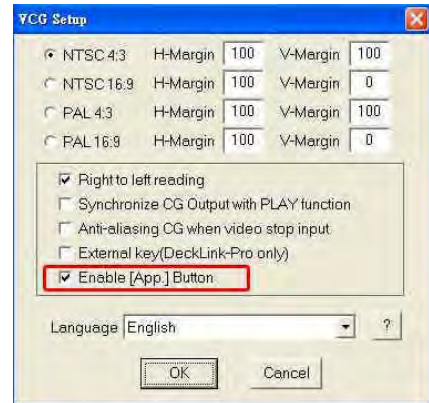 VCG Setup
NTSC 4:3 H-Margin 100 V-Margin 100
NTSC 16:9 H-Margin 100 V-Margin 0
PAL 4:3 H-Margin 100 V-Margin 100
PAL 16:9 H-Margin 100 V-Margin 0
Right to left reading
Synchronize CG Output with PLAY function
Anti-aliasing CG when video stop input
External key(DeckLink-Pro only)
Enable [App.] Button
Language English ?
OK Cancel